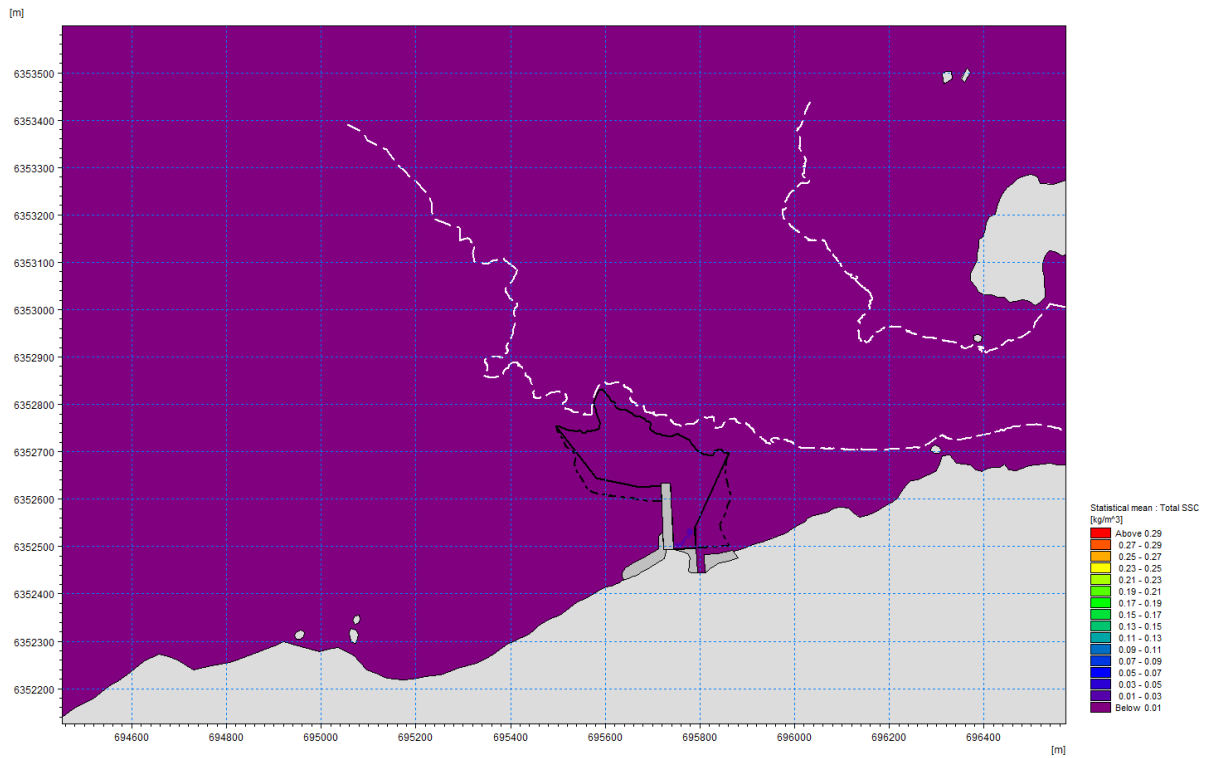 [m]
6353500
6353400
6353300
6353200
6353100
6353000
6352900
6352800
6352700
6352600
6352500
6352400
6352300
6352200
694600 694800 695000 695200 695400 695600 695800 696000 696200 696400
[m]
Statistical mean : Total SSC
[kg/m^3]
Above 0.29
0.27 - 0.29
0.25 - 0.27
0.23 - 0.25
0.21 - 0.23
0.19 - 0.21
0.17 - 0.19
0.15 - 0.17
0.13 - 0.15
0.11 - 0.13
0.09 - 0.11
0.07 - 0.09
0.05 - 0.07
0.03 - 0.05
0.01 - 0.03
Below 0.01